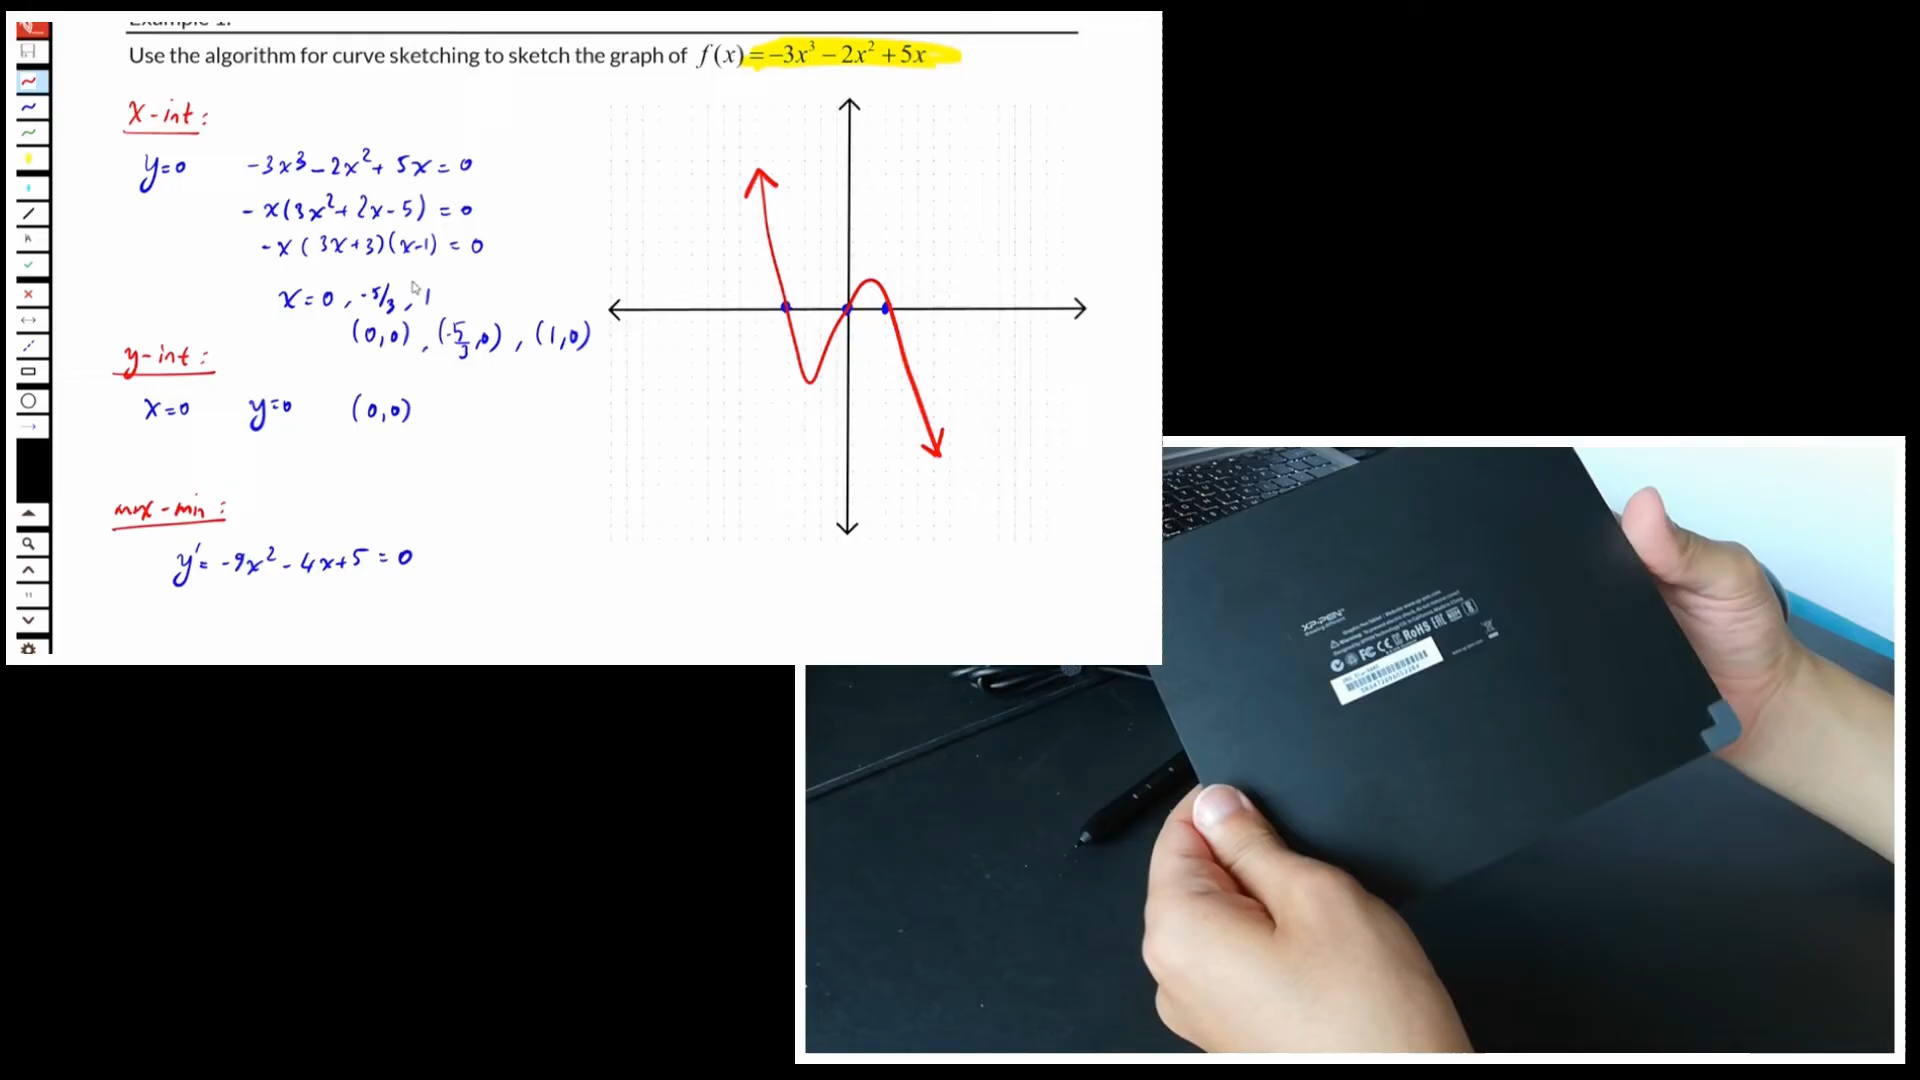 Use the algorithm for curve sketching to sketch the graph of f(x) = −3x³ − 2x² + 5x
x-int:
y=0 -3x³ - 2x² + 5x = 0
- x(3x² + 2x - 5) = 0
- x (3x+3)(x-1) = 0
x = 0, -5/3, 1
(0,0), (-5/3,0), (1,0)
y-int:
x=0 y=0 (0,0)
max-min:
y' = -9x² - 4x + 5 = 0
XP-PEN
FC CE RoHS